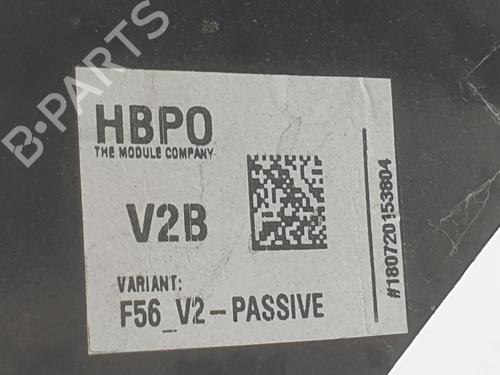 B-PARTS
HBPO
THE MODULE COMPANY
V2B
VARIANT:
F56_V2-PASSIVE
#180720153804